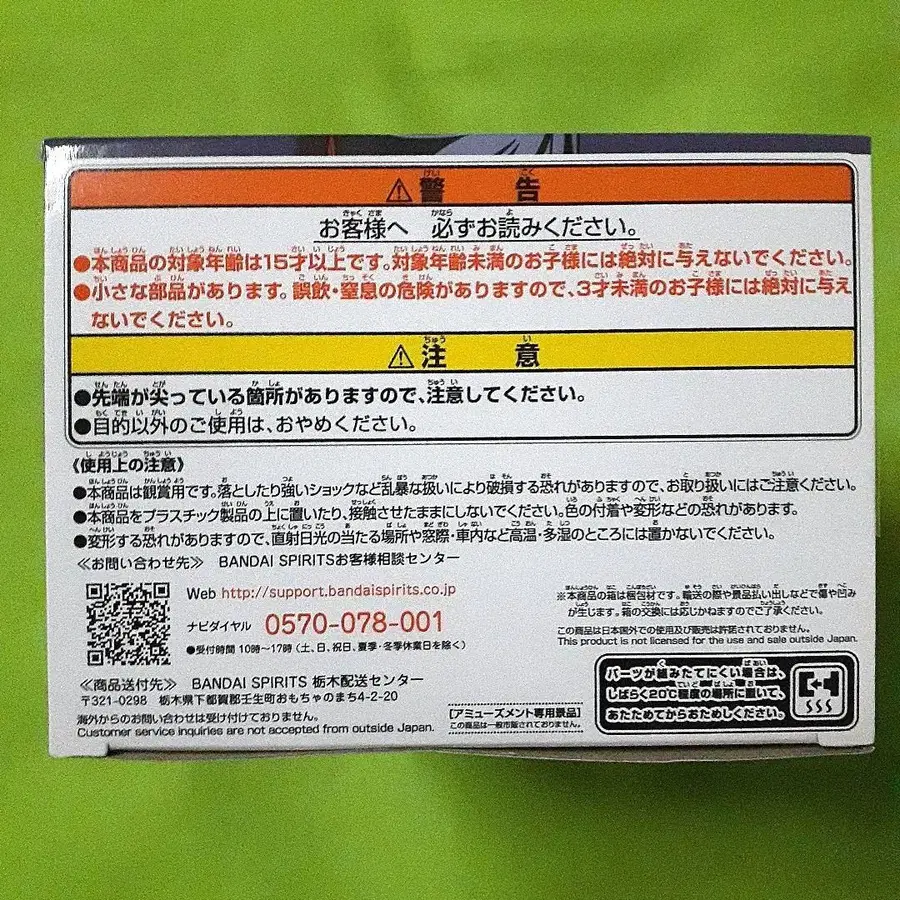 ⚠警告
お客様へ 必ずお読みください。
●本商品の対象年齢は15才以上です。対象年齢未満のお子様には絶対に与えないでください。
●小さな部品があります。誤飲・窒息の危険がありますので、3才未満のお子様には絶対に与え
ないでください。
⚠注意
●先端が尖っている箇所がありますので、注意してください。
●目的以外のご使用は、おやめください。
《使用上の注意》
●本商品は観賞用です。落としたり強いショックなど乱暴な扱いにより破損する恐れがありますので、お取り扱いにはご注意ください。
●本商品をプラスチック製品の上に置いたり、接触させたままにしないでください。色の付着や変形などの恐れがあります。
●変形する恐れがありますので、直射日光の当たる場所や窓際・車内など高温・多湿のところには置かないでください。
≪お問い合わせ先≫ BANDAI SPIRITSお客様相談センター
Web http://support.bandaispirits.co.jp
ナビダイヤル 0570-078-001
●受付時間 10時~17時(土、日、祝日、夏季・冬季休業日を除く)
≪商品送付先≫ BANDAI SPIRITS 栃木配送センター
〒321-0298 栃木県下都賀郡壬生町おもちゃのまち4-2-20
海外からのお問い合わせは受け付けておりません。
Customer service inquiries are not accepted from outside Japan.
※本商品の箱は梱包材です。輸送の際や景品払い出しなどで傷や凹み
が生じます。箱の交換には応じかねますのでご了承ください。
この商品は日本国外での使用及び販売は許諾されておりません。
This product is not licensed for the use and sale outside Japan.
[アミューズメント専用景品]
この商品は一般市販されておりません。
パーツが組みたてにくい場合は、
しばらく20℃程度の場所に置いて、
あたためてからおためしください。